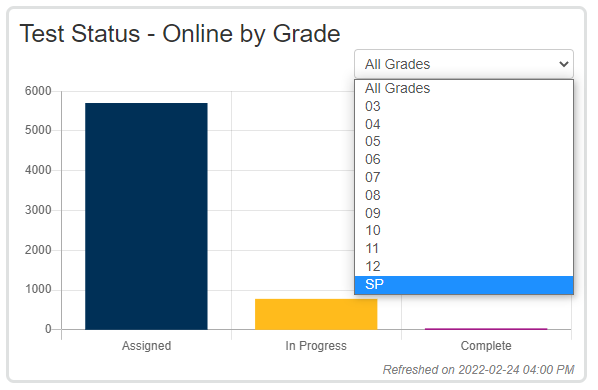 Test Status - Online by Grade
All Grades
All Grades
03
04
05
06
07
08
09
10
11
12
SP
6000
5000
4000
3000
2000
1000
0
Assigned In Progress Complete
Refreshed on 2022-02-24 04:00 PM